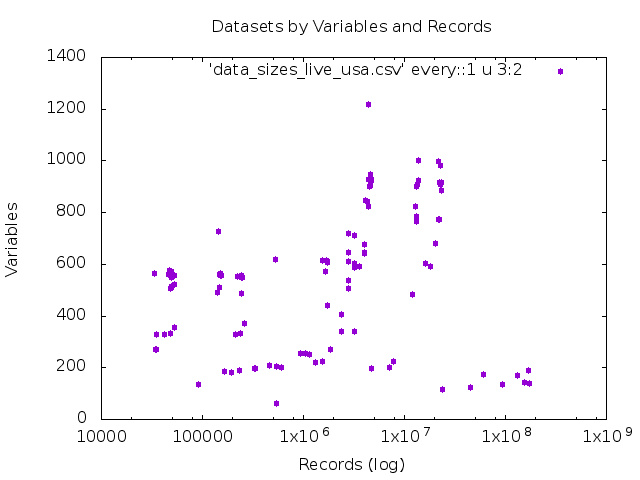 Datasets by Variables and Records
1400
'data_sizes_live_usa.csv' every::1 u 3:2
1200
1000
800
Variables
600
400
200
0
10000 100000 1x10^6 1x10^7 1x10^8 1x10^9
Records (log)